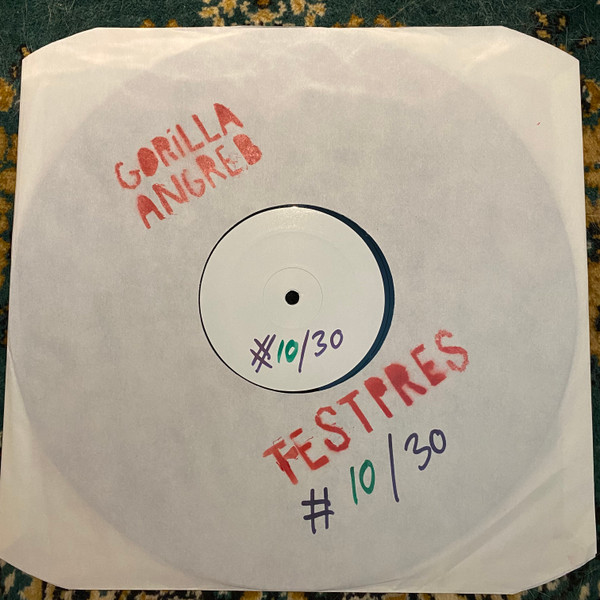 GORILLA
ANGREB
#10/30
TESTPRES
#10/30